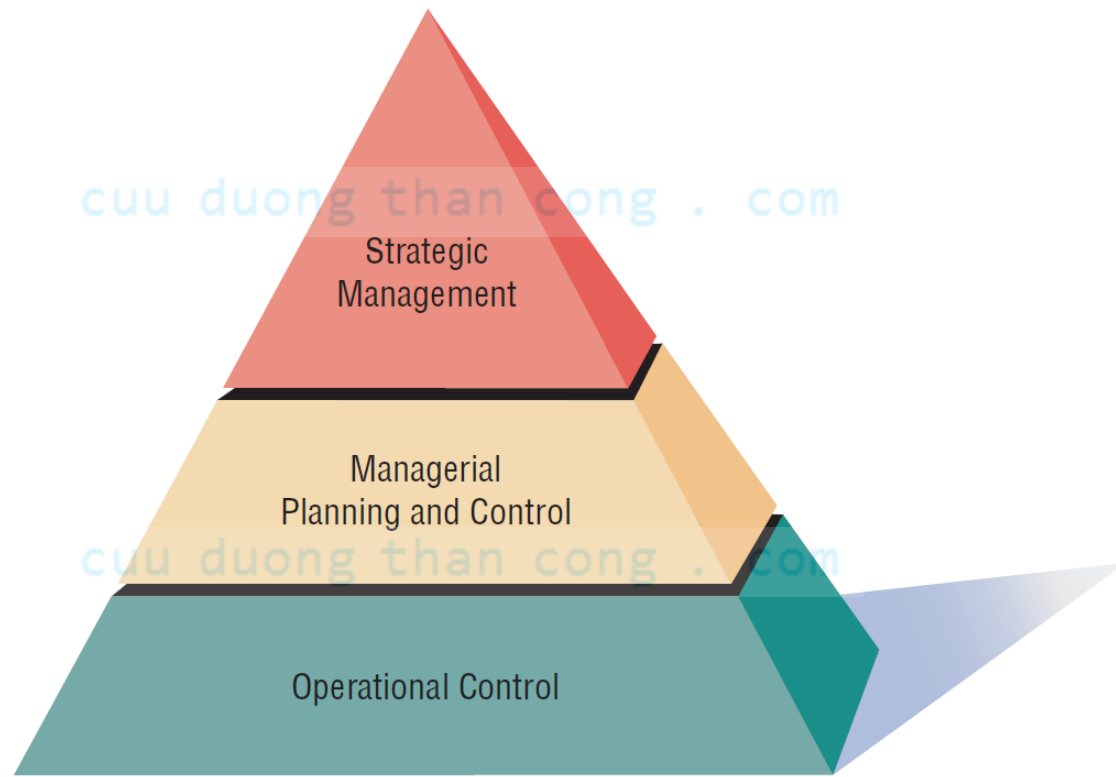 cuu duong than cong . com
Strategic
Management
Managerial
Planning and Control
cuu duong than cong . com
Operational Control